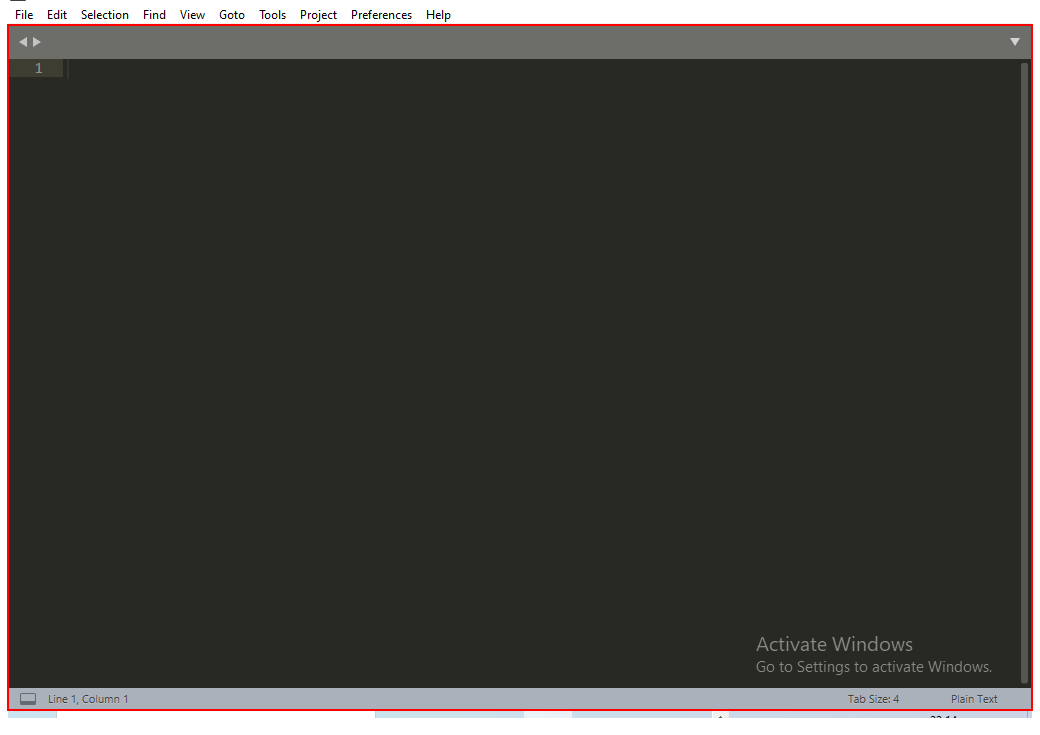 File Edit Selection Find View Goto Tools Project Preferences Help
1
Activate Windows
Go to Settings to activate Windows.
Line 1, Column 1 Tab Size: 4 Plain Text